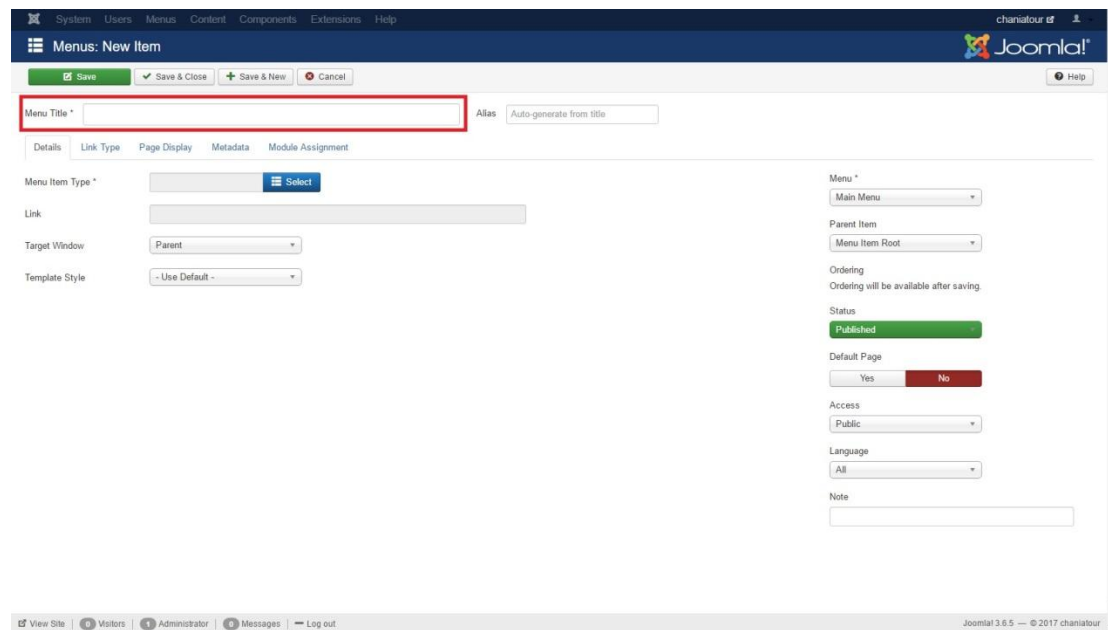 System Users Menus Content Components Extensions Help chaniatour
Menus: New Item Joomla!
Save Save & Close Save & New Cancel Help
Menu Title * Alias Auto-generate from title
Details Link Type Page Display Metadata Module Assignment
Menu Item Type * Select
Link
Target Window Parent
Template Style - Use Default -
Menu *
Main Menu
Parent Item
Menu Item Root
Ordering
Ordering will be available after saving.
Status
Published
Default Page
Yes No
Access
Public
Language
All
Note
View Site 0 Visitors 1 Administrator 0 Messages Log out Joomla! 3.6.5 — © 2017 chaniatour